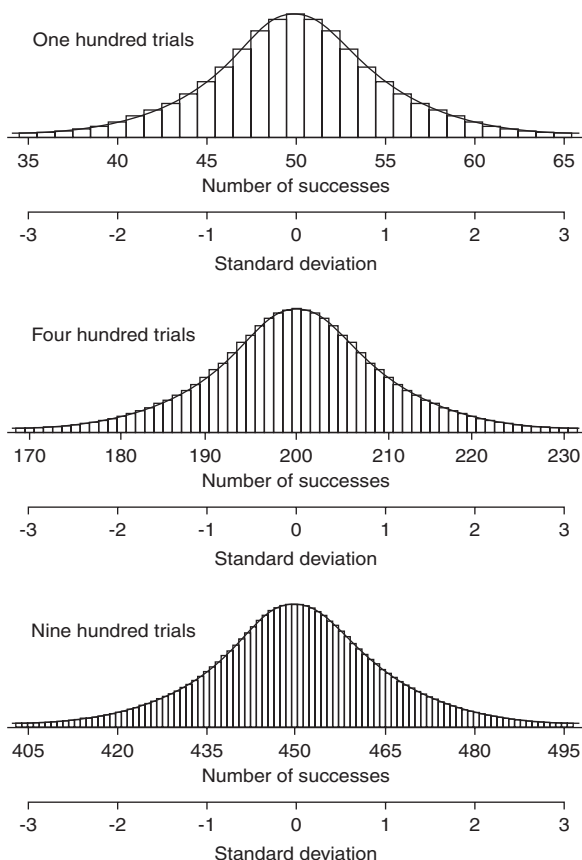 One hundred trials
35 40 45 50 55 60 65
Number of successes
-3 -2 -1 0 1 2 3
Standard deviation
Four hundred trials
170 180 190 200 210 220 230
Number of successes
-3 -2 -1 0 1 2 3
Standard deviation
Nine hundred trials
405 420 435 450 465 480 495
Number of successes
-3 -2 -1 0 1 2 3
Standard deviation